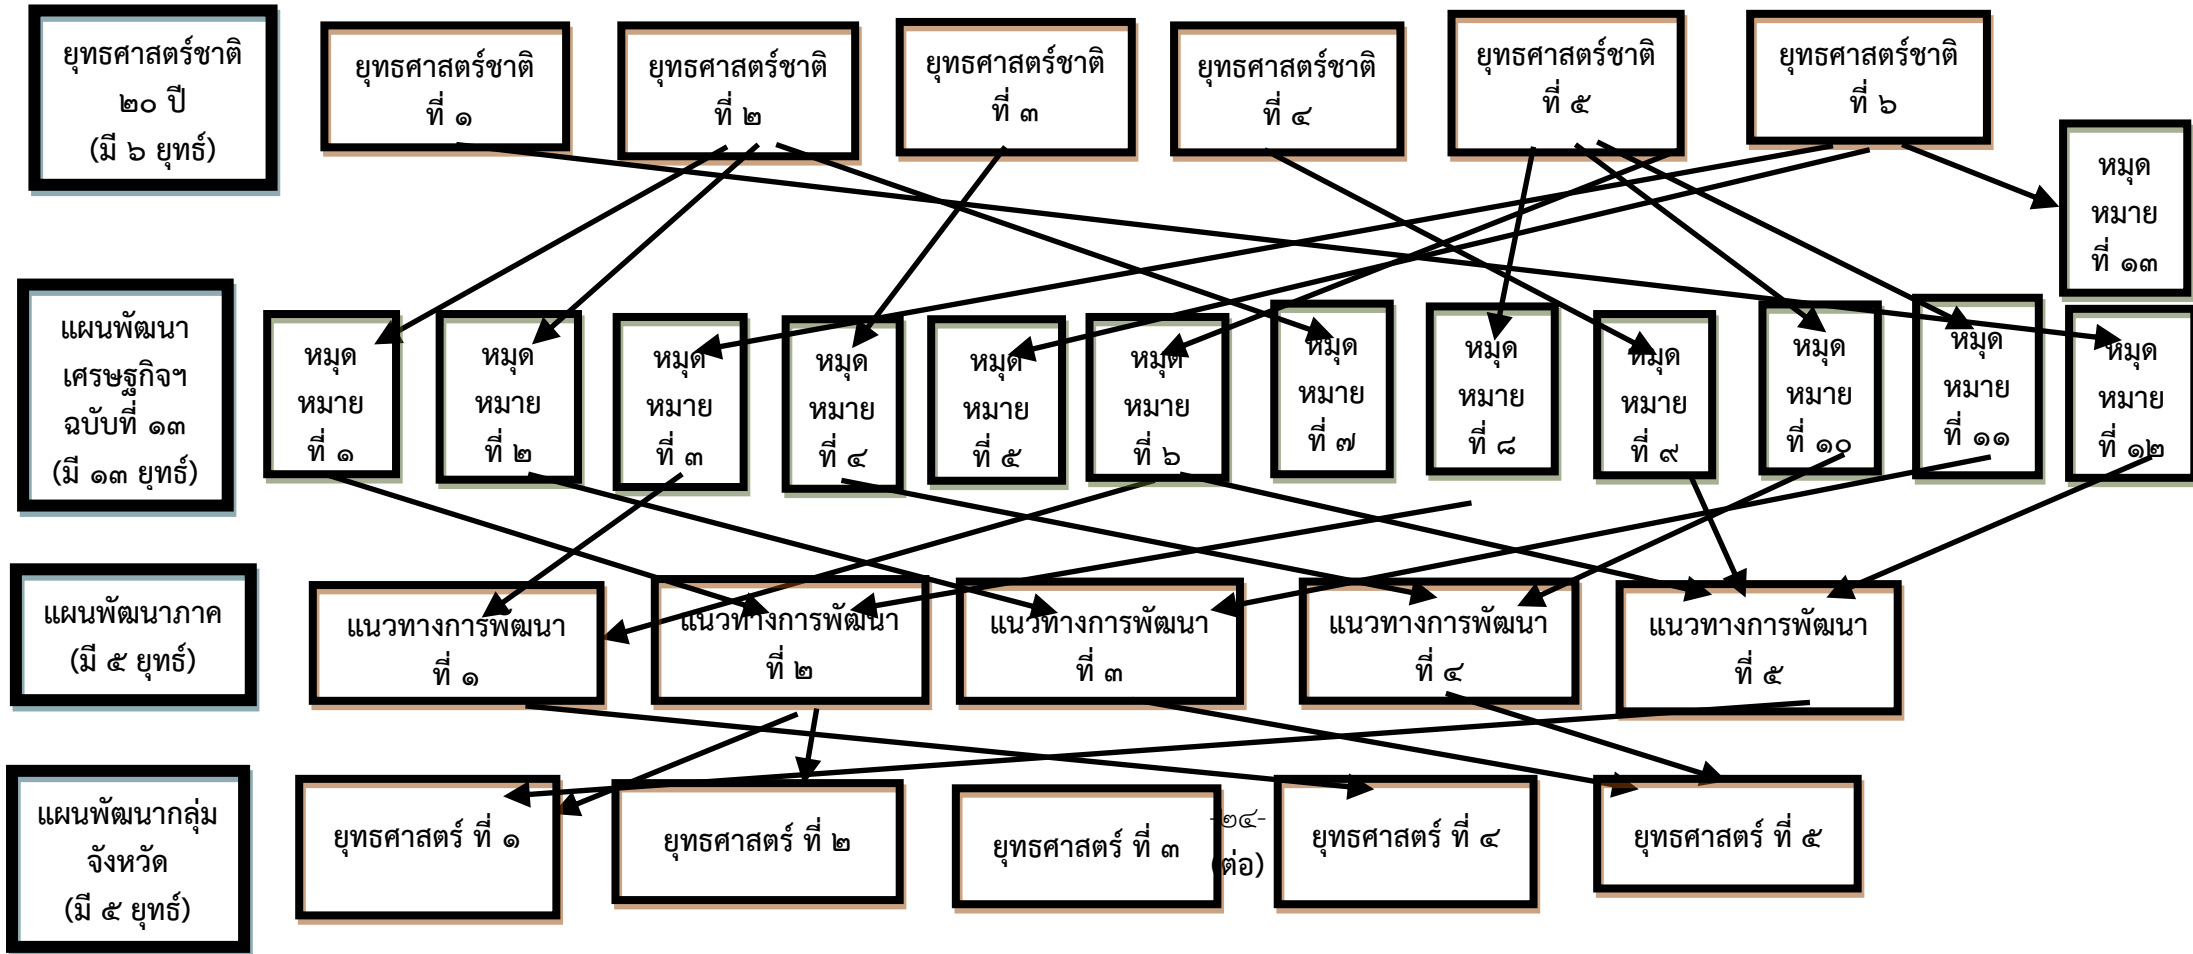 ยุทธศาสตร์ชาติ
๒๐ ปี
(มี ๖ ยุทธ์)
ยุทธศาสตร์ชาติ
ที่ ๑
ยุทธศาสตร์ชาติ
ที่ ๒
ยุทธศาสตร์ชาติ
ที่ ๓
ยุทธศาสตร์ชาติ
ที่ ๔
ยุทธศาสตร์ชาติ
ที่ ๕
ยุทธศาสตร์ชาติ
ที่ ๖
หมุด
หมาย
ที่ ๑๓
แผนพัฒนา
เศรษฐกิจฯ
ฉบับที่ ๑๓
(มี ๑๓ ยุทธ์)
หมุด
หมาย
ที่ ๑
หมุด
หมาย
ที่ ๒
หมุด
หมาย
ที่ ๓
หมุด
หมาย
ที่ ๔
หมุด
หมาย
ที่ ๕
หมุด
หมาย
ที่ ๖
หมุด
หมาย
ที่ ๗
หมุด
หมาย
ที่ ๘
หมุด
หมาย
ที่ ๙
หมุด
หมาย
ที่ ๑๐
หมุด
หมาย
ที่ ๑๑
หมุด
หมาย
ที่ ๑๒
แผนพัฒนาภาค
(มี ๕ ยุทธ์)
แนวทางการพัฒนา
ที่ ๑
แนวทางการพัฒนา
ที่ ๒
แนวทางการพัฒนา
ที่ ๓
แนวทางการพัฒนา
ที่ ๔
แนวทางการพัฒนา
ที่ ๕
แผนพัฒนากลุ่ม
จังหวัด
(มี ๕ ยุทธ์)
ยุทธศาสตร์ ที่ ๑
ยุทธศาสตร์ ที่ ๒
ยุทธศาสตร์ ที่ ๓
-๒๔-
(ต่อ)
ยุทธศาสตร์ ที่ ๔
ยุทธศาสตร์ ที่ ๕